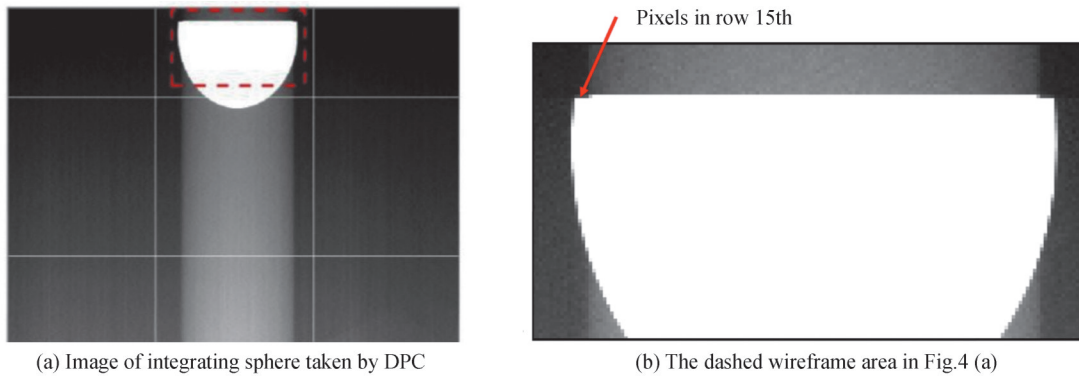 Pixels in row 15th
(a) Image of integrating sphere taken by DPC
(b) The dashed wireframe area in Fig.4 (a)